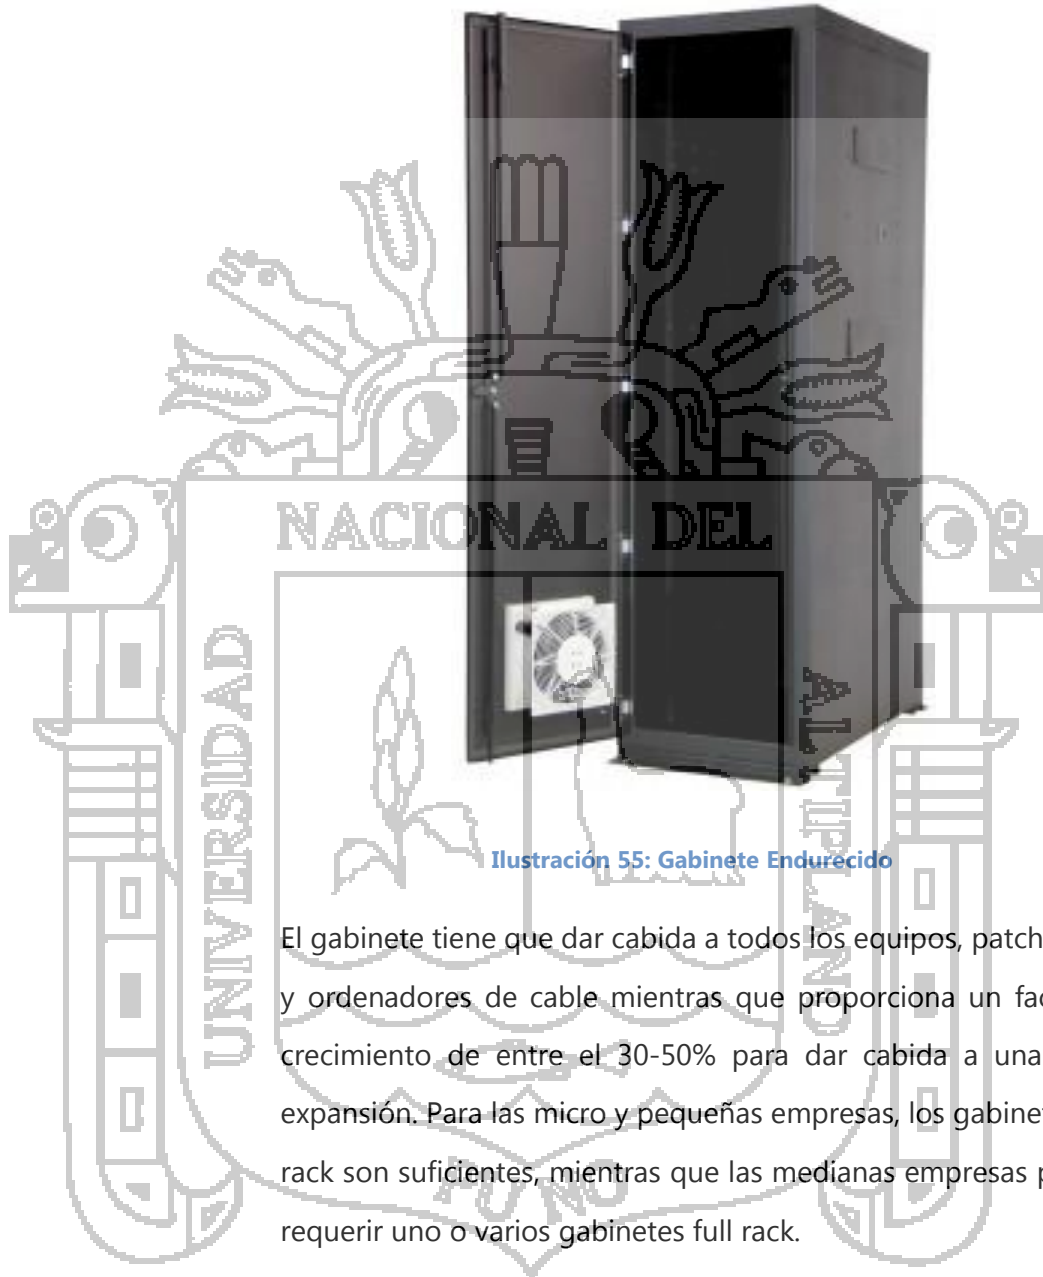 NACIONAL DEL
UNIVERSIDAD
ALTIPLANO
Ilustración 55: Gabinete Endurecido
El gabinete tiene que dar cabida a todos los equipos, patch
y ordenadores de cable mientras que proporciona un
crecimiento de entre el 30-50% para dar cabida a una
expansión. Para las micro y pequeñas empresas, los
rack son suficientes, mientras que las medianas empresas
requerir uno o varios gabinetes full rack.
PUNO